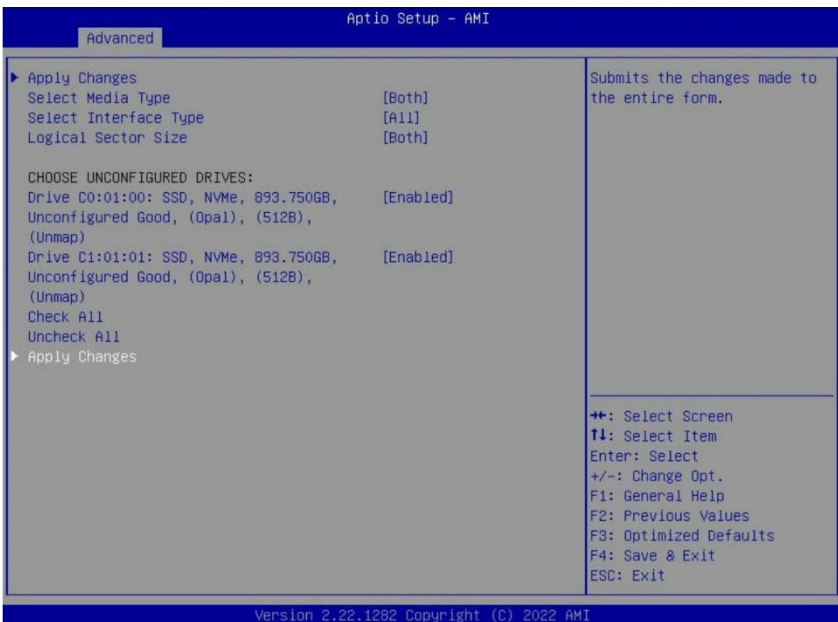 Aptio Setup – AMI
Advanced
▶ Apply Changes
Select Media Type [Both]
Select Interface Type [All]
Logical Sector Size [Both]
CHOOSE UNCONFIGURED DRIVES:
Drive C0:01:00: SSD, NVMe, 893.750GB, [Enabled]
Unconfigured Good, (Opal), (512B),
(Unmap)
Drive C1:01:01: SSD, NVMe, 893.750GB, [Enabled]
Unconfigured Good, (Opal), (512B),
(Unmap)
Check All
Uncheck All
▶ Apply Changes
Submits the changes made to
the entire form.
→←: Select Screen
↑↓: Select Item
Enter: Select
+/-: Change Opt.
F1: General Help
F2: Previous Values
F3: Optimized Defaults
F4: Save & Exit
ESC: Exit
Version 2.22.1282 Copyright (C) 2022 AMI